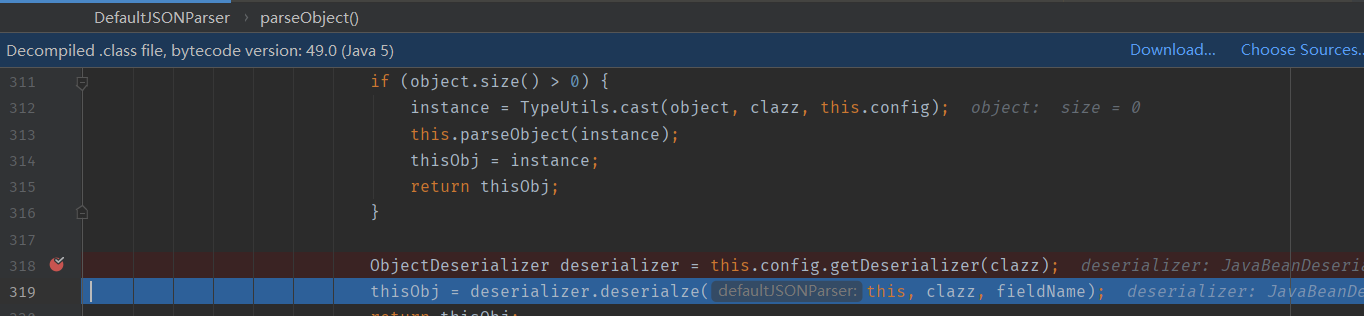 DefaultJSONParser › parseObject()
Decompiled .class file, bytecode version: 49.0 (Java 5) Download... Choose Sources..
311 if (object.size() > 0) {
312 instance = TypeUtils.cast(object, clazz, this.config); object: size = 0
313 this.parseObject(instance);
314 thisObj = instance;
315 return thisObj;
316 }
317
318 ObjectDeserializer deserializer = this.config.getDeserializer(clazz); deserializer: JavaBeanDeseria
319 thisObj = deserializer.deserialze( defaultJSONParser: this, clazz, fieldName); deserializer: JavaBeanDe
return thisObj;